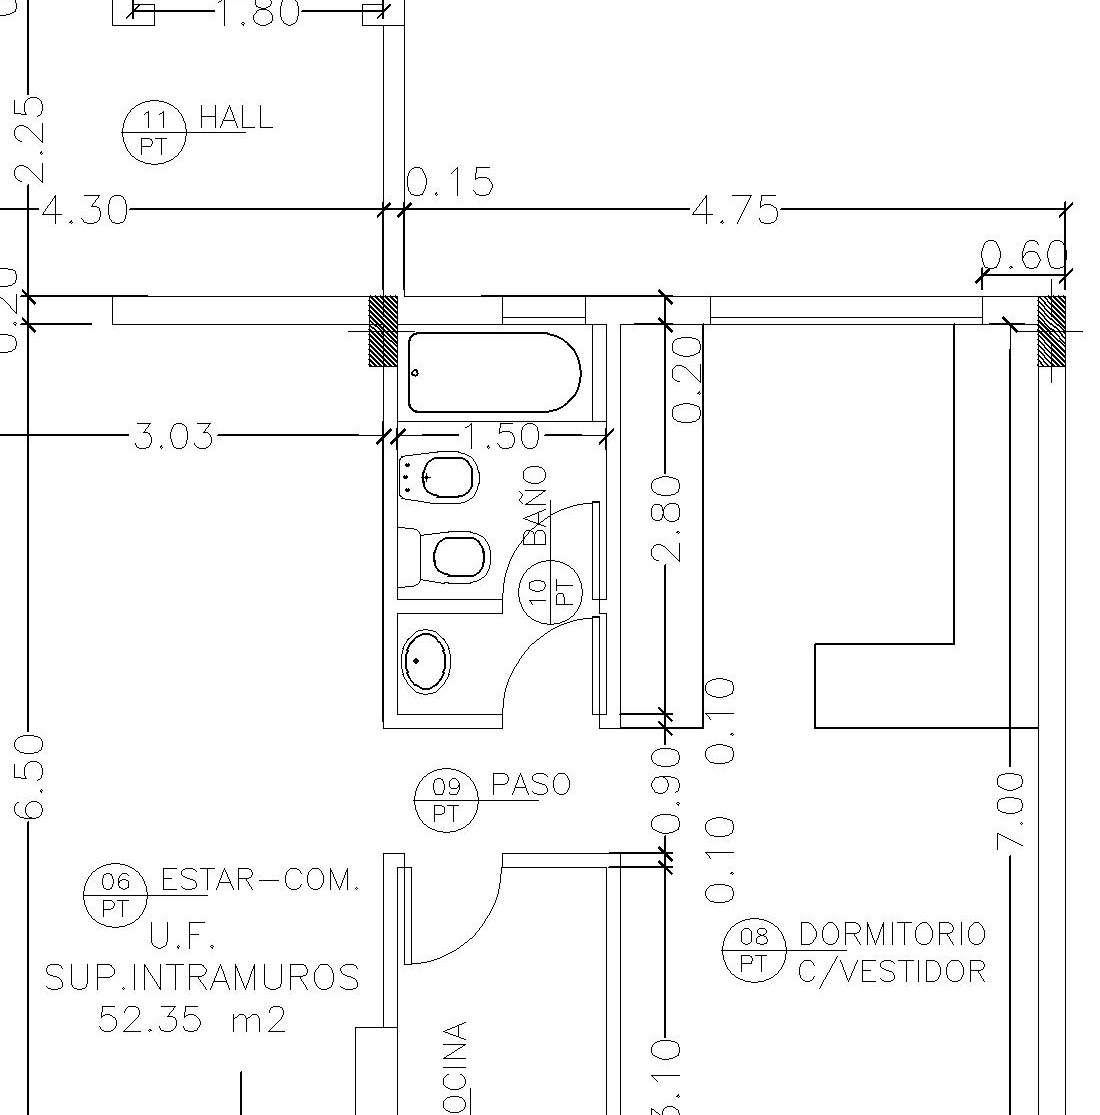 1.80
11
PT
HALL
2.25
0.15
4.30
4.75
0.60
0.20
0.20
3.03
1.50
BAÑO
10
PT
2.80
0.10
0.90
0.10
6.50
7.00
09
PT
PASO
06
PT
ESTAR-COM.
U.F.
SUP.INTRAMUROS
52.35 m2
08
PT
DORMITORIO
C/VESTIDOR
OCINA
3.10